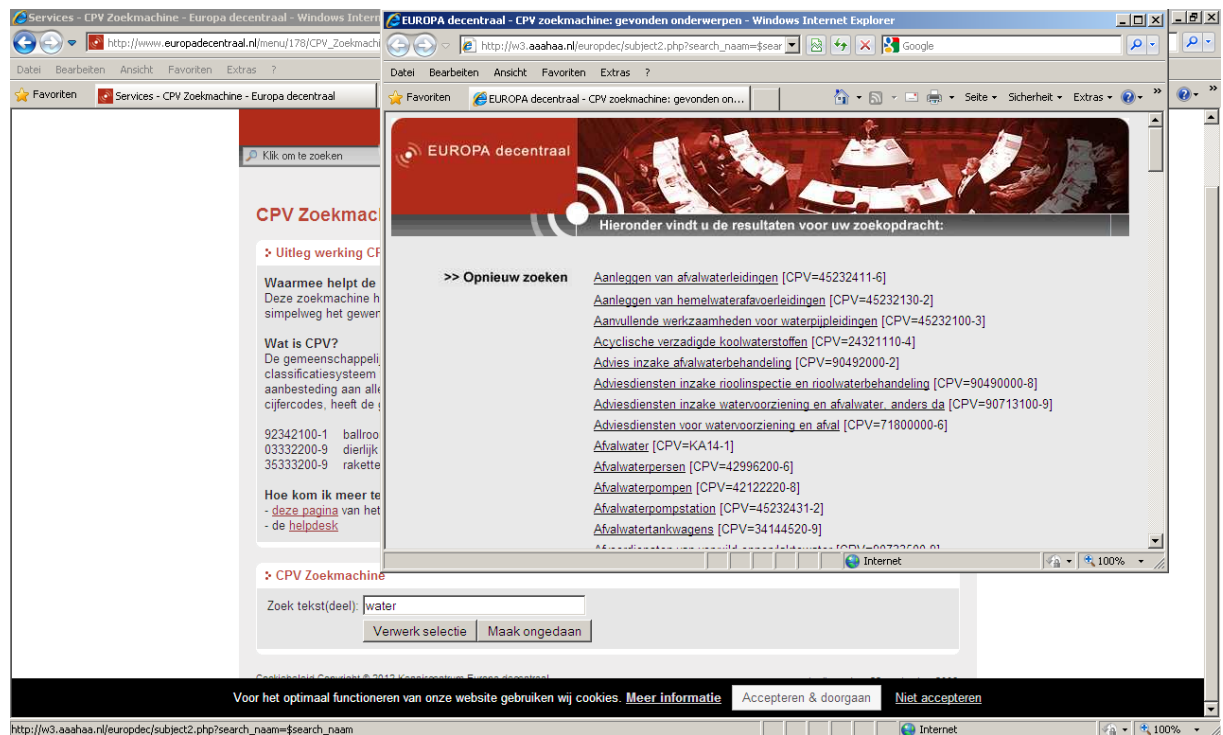 Services - CPV Zoekmachine - Europa decentraal - Windows Intern
http://www.europadecentraal.nl/menu/178/CPV_Zoekmachi
Datei Bearbeiten Ansicht Favoriten Extras ?
Favoriten
Services - CPV Zoekmachine - Europa decentraal
Klik om te zoeken
CPV Zoekmac
Uitleg werking CP
Waarmee helpt de
Deze zoekmachine h
simpelweg het gewer
Wat is CPV?
De gemeenschappeli
classificatiesysteem
aanbesteding aan alle
cijfercodes, heeft de
92342100-1 ballroo
03332200-9 dierlijk
35333200-9 rakette
Hoe kom ik meer te
- deze pagina van het
- de helpdesk
EUROPA decentraal - CPV zoekmachine: gevonden onderwerpen - Windows Internet Explorer
http://w3.aaahaa.nl/europdec/subject2.php?search_naam=$sear
Google
Datei Bearbeiten Ansicht Favoriten Extras ?
Favoriten
EUROPA decentraal - CPV zoekmachine: gevonden on...
Seite Sicherheit Extras
EUROPA decentraal
Hieronder vindt u de resultaten voor uw zoekopdracht:
>> Opnieuw zoeken
Aanleggen van afvalwaterleidingen [CPV=45232411-6]
Aanleggen van hemelwaterafavoerleidingen [CPV=45232130-2]
Aanvullende werkzaamheden voor waterpijpleidingen [CPV=45232100-3]
Acyclische verzadigde koolwaterstoffen [CPV=24321110-4]
Advies inzake afvalwaterbehandeling [CPV=90492000-2]
Adviesdiensten inzake rioolinspectie en rioolwaterbehandeling [CPV=90490000-8]
Adviesdiensten inzake watervoorziening en afvalwater, anders da [CPV=90713100-9]
Adviesdiensten voor watervoorziening en afval [CPV=71800000-6]
Afvalwater [CPV=KA14-1]
Afvalwaterpersen [CPV=42996200-6]
Afvalwaterpompen [CPV=42122220-8]
Afvalwaterpompstation [CPV=45232431-2]
Afvalwatertankwagens [CPV=34144520-9]
Internet
100%
CPV Zoekmachine
Zoek tekst(deel): water
Verwerk selectie Maak ongedaan
Voor het optimaal functioneren van onze website gebruiken wij cookies. Meer informatie Accepteren & doorgaan Niet accepteren
http://w3.aaahaa.nl/europdec/subject2.php?search_naam=$search_naam
Internet
100%